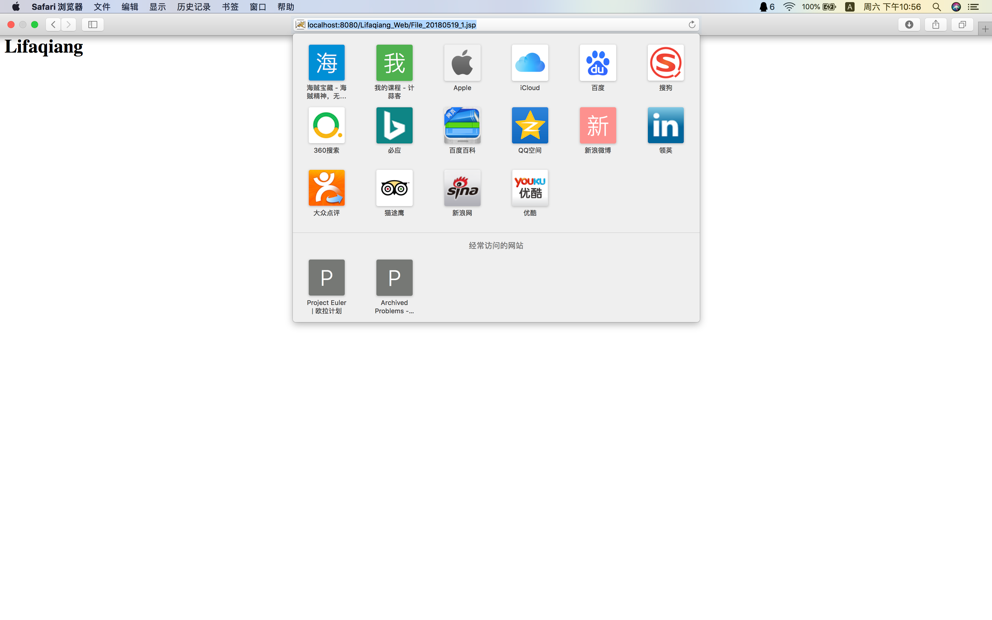 Safari 浏览器 文件 编辑 显示 历史记录 书签 窗口 帮助 6 100% A 周六 下午10:56
localhost:8080/Lifaqiang_Web/File_20180519_1.jsp
Lifaqiang
海 我 du S
海贼宝藏 - 海 我的课程 - 计 Apple iCloud 百度 搜狗
贼精神，无... 蒜客
新 in
360搜索 必应 百度百科 QQ空间 新浪微博 领英
sina YOUKU
优酷
大众点评 猫途鹰 新浪网 优酷
经常访问的网站
P P
Project Euler Archived
| 欧拉计划 Problems -...